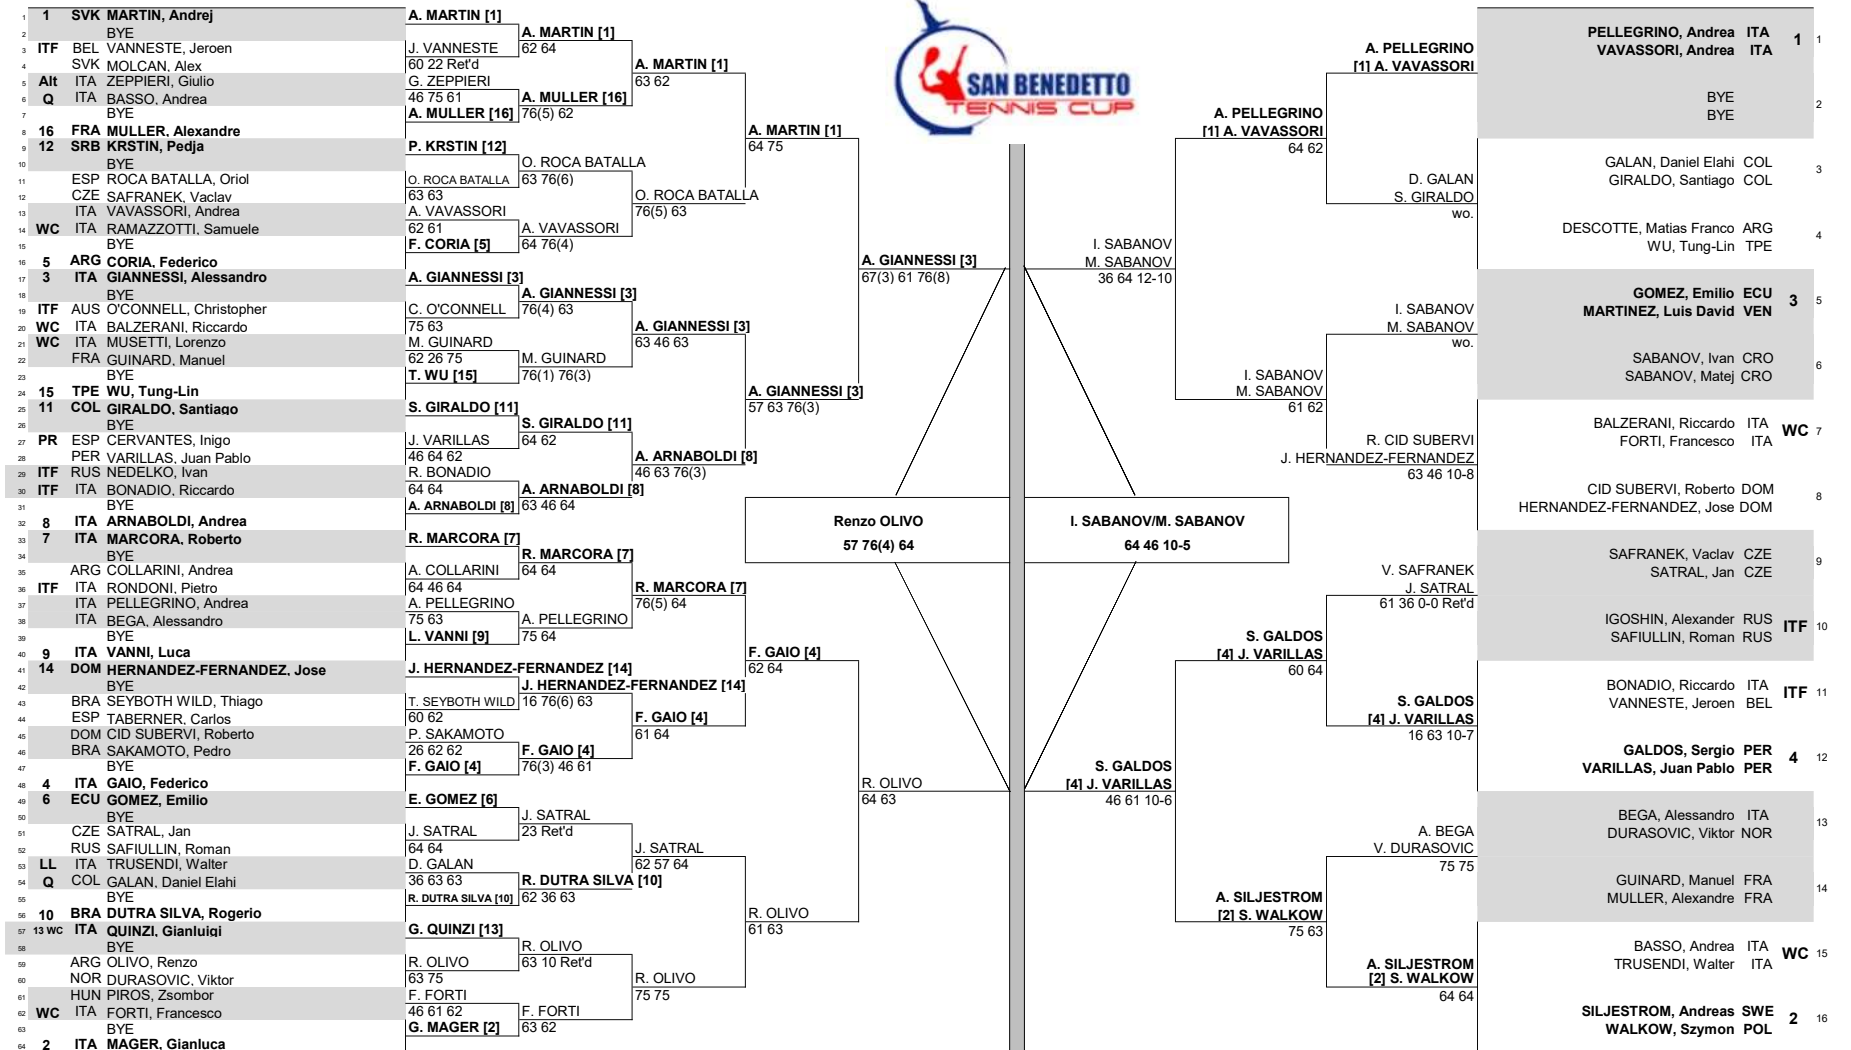 1 1 SVK MARTIN, Andrej
2 BYE
3 ITF BEL VANNESTE, Jeroen
4 SVK MOLCAN, Alex
5 Alt ITA ZEPPIERI, Giulio
6 Q ITA BASSO, Andrea
7 BYE
8 16 FRA MULLER, Alexandre
9 12 SRB KRSTIN, Pedja
10 BYE
11 ESP ROCA BATALLA, Oriol
12 CZE SAFRANEK, Vaclav
13 ITA VAVASSORI, Andrea
14 WC ITA RAMAZZOTTI, Samuele
15 BYE
16 5 ARG CORIA, Federico
17 3 ITA GIANNESSI, Alessandro
18 BYE
19 ITF AUS O'CONNELL, Christopher
20 WC ITA BALZERANI, Riccardo
21 WC ITA MUSETTI, Lorenzo
22 FRA GUINARD, Manuel
23 BYE
24 15 TPE WU, Tung-Lin
25 11 COL GIRALDO, Santiago
26 BYE
27 PR ESP CERVANTES, Inigo
28 PER VARILLAS, Juan Pablo
29 ITF RUS NEDELKO, Ivan
30 ITF ITA BONADIO, Riccardo
31 BYE
32 8 ITA ARNABOLDI, Andrea
33 7 ITA MARCORA, Roberto
34 BYE
35 ARG COLLARINI, Andrea
36 ITF ITA RONDONI, Pietro
37 ITA PELLEGRINO, Andrea
38 ITA BEGA, Alessandro
39 BYE
40 9 ITA VANNI, Luca
41 14 DOM HERNANDEZ-FERNANDEZ, Jose
42 BYE
43 BRA SEYBOTH WILD, Thiago
44 ESP TABERNER, Carlos
45 DOM CID SUBERVI, Roberto
46 BRA SAKAMOTO, Pedro
47 BYE
48 4 ITA GAIO, Federico
49 6 ECU GOMEZ, Emilio
50 BYE
51 CZE SATRAL, Jan
52 RUS SAFIULLIN, Roman
53 LL ITA TRUSENDI, Walter
54 Q COL GALAN, Daniel Elahi
55 BYE
56 10 BRA DUTRA SILVA, Rogerio
57 13 WC ITA QUINZI, Gianluigi
58 BYE
59 ARG OLIVO, Renzo
60 NOR DURASOVIC, Viktor
61 HUN PIROS, Zsombor
62 WC ITA FORTI, Francesco
63 BYE
64 2 ITA MAGER, Gianluca
A. MARTIN [1]
J. VANNESTE
60 22 Ret'd
G. ZEPPIERI
46 75 61
A. MULLER [16]
P. KRSTIN [12]
O. ROCA BATALLA
63 63
A. VAVASSORI
62 61
F. CORIA [5]
A. GIANNESSI [3]
C. O'CONNELL
75 63
M. GUINARD
62 26 75
T. WU [15]
S. GIRALDO [11]
J. VARILLAS
46 64 62
R. BONADIO
64 64
A. ARNABOLDI [8]
R. MARCORA [7]
A. COLLARINI
64 46 64
A. PELLEGRINO
75 63
L. VANNI [9]
J. HERNANDEZ-FERNANDEZ [14]
T. SEYBOTH WILD
60 62
P. SAKAMOTO
26 62 62
F. GAIO [4]
E. GOMEZ [6]
J. SATRAL
64 64
D. GALAN
36 63 63
R. DUTRA SILVA [10]
G. QUINZI [13]
R. OLIVO
63 75
F. FORTI
46 61 62
G. MAGER [2]
A. MARTIN [1]
62 64
A. MULLER [16]
76(5) 62
O. ROCA BATALLA
63 76(6)
A. VAVASSORI
64 76(4)
A. GIANNESSI [3]
76(4) 63
M. GUINARD
76(1) 76(3)
S. GIRALDO [11]
64 62
A. ARNABOLDI [8]
63 46 64
R. MARCORA [7]
64 64
A. PELLEGRINO
75 64
J. HERNANDEZ-FERNANDEZ [14]
16 76(6) 63
F. GAIO [4]
76(3) 46 61
J. SATRAL
23 Ret'd
R. DUTRA SILVA [10]
62 36 63
R. OLIVO
63 10 Ret'd
F. FORTI
63 62
A. MARTIN [1]
63 62
O. ROCA BATALLA
76(5) 63
A. GIANNESSI [3]
63 46 63
A. ARNABOLDI [8]
46 63 76(3)
R. MARCORA [7]
76(5) 64
F. GAIO [4]
61 64
J. SATRAL
62 57 64
R. OLIVO
75 75
A. MARTIN [1]
64 75
A. GIANNESSI [3]
57 63 76(3)
F. GAIO [4]
62 64
R. OLIVO
61 63
A. GIANNESSI [3]
67(3) 61 76(8)
R. OLIVO
64 63
Renzo OLIVO
57 76(4) 64
SAN BENEDETTO
TENNIS CUP
I. SABANOV/M. SABANOV
64 46 10-5
I. SABANOV
M. SABANOV
36 64 12-10
S. GALDOS
[4] J. VARILLAS
46 61 10-6
A. PELLEGRINO
[1] A. VAVASSORI
64 62
I. SABANOV
M. SABANOV
61 62
S. GALDOS
[4] J. VARILLAS
60 64
A. SILJESTROM
[2] S. WALKOW
75 63
A. PELLEGRINO
[1] A. VAVASSORI
D. GALAN
S. GIRALDO
wo.
I. SABANOV
M. SABANOV
wo.
R. CID SUBERVI
J. HERNANDEZ-FERNANDEZ
63 46 10-8
V. SAFRANEK
J. SATRAL
61 36 0-0 Ret'd
S. GALDOS
[4] J. VARILLAS
16 63 10-7
A. BEGA
V. DURASOVIC
75 75
A. SILJESTROM
[2] S. WALKOW
64 64
PELLEGRINO, Andrea ITA
VAVASSORI, Andrea ITA
1 1
BYE
BYE
2
GALAN, Daniel Elahi COL
GIRALDO, Santiago COL
3
DESCOTTE, Matias Franco ARG
WU, Tung-Lin TPE
4
GOMEZ, Emilio ECU
MARTINEZ, Luis David VEN
3 5
SABANOV, Ivan CRO
SABANOV, Matej CRO
6
BALZERANI, Riccardo ITA
FORTI, Francesco ITA
WC 7
CID SUBERVI, Roberto DOM
HERNANDEZ-FERNANDEZ, Jose DOM
8
SAFRANEK, Vaclav CZE
SATRAL, Jan CZE
9
IGOSHIN, Alexander RUS
SAFIULLIN, Roman RUS
ITF 10
BONADIO, Riccardo ITA
VANNESTE, Jeroen BEL
ITF 11
GALDOS, Sergio PER
VARILLAS, Juan Pablo PER
4 12
BEGA, Alessandro ITA
DURASOVIC, Viktor NOR
13
GUINARD, Manuel FRA
MULLER, Alexandre FRA
14
BASSO, Andrea ITA
TRUSENDI, Walter ITA
WC 15
SILJESTROM, Andreas SWE
WALKOW, Szymon POL
2 16